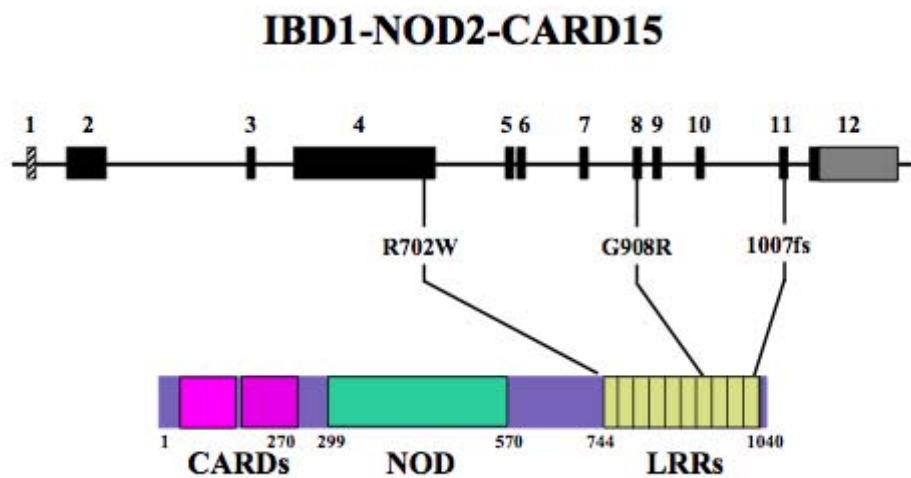 IBD1-NOD2-CARD15
1 2 3 4 5 6 7 8 9 10 11 12
R702W G908R 1007fs
1 270 299 570 744 1040
CARDs NOD LRRs